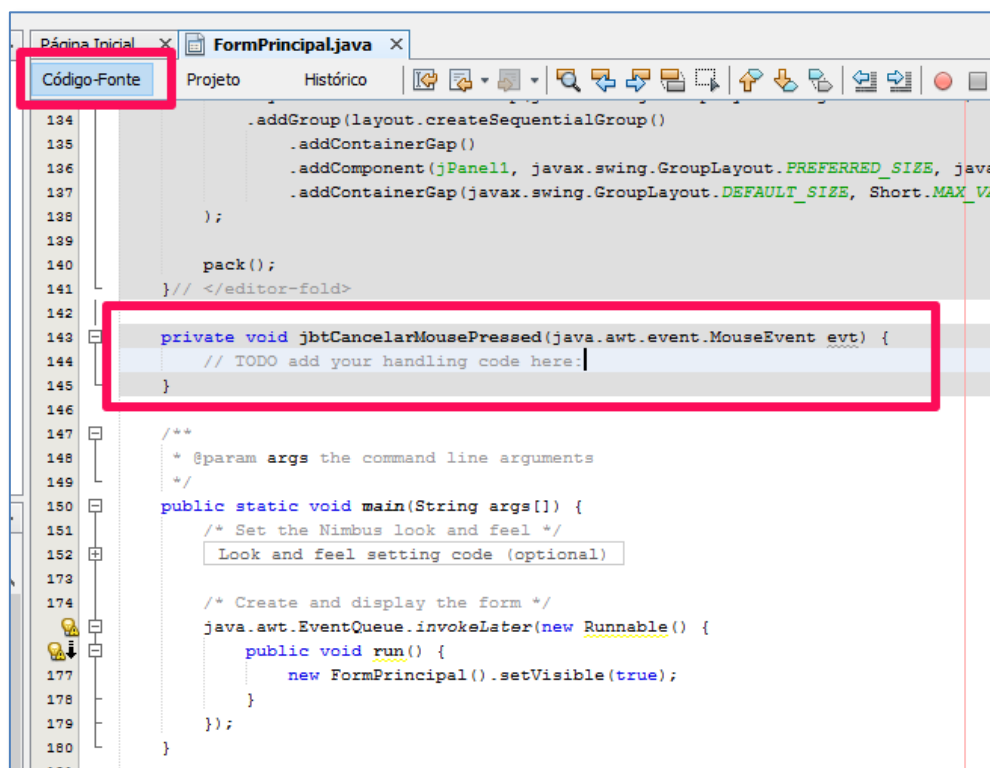 Página Inicial × FormPrincipal.java ×
Código-Fonte Projeto Histórico
134 .addGroup(layout.createSequentialGroup()
135 .addContainerGap()
136 .addComponent(jPanel1, javax.swing.GroupLayout.PREFERRED_SIZE, java
137 .addContainerGap(javax.swing.GroupLayout.DEFAULT_SIZE, Short.MAX_VA
138 );
139
140 pack();
141 }// </editor-fold>
142
143 private void jbtCancelarMousePressed(java.awt.event.MouseEvent evt) {
144 // TODO add your handling code here:
145 }
146
147 /**
148 * @param args the command line arguments
149 */
150 public static void main(String args[]) {
151 /* Set the Nimbus look and feel */
152 Look and feel setting code (optional)
173
174 /* Create and display the form */
java.awt.EventQueue.invokeLater(new Runnable() {
public void run() {
177 new FormPrincipal().setVisible(true);
178 }
179 });
180 }